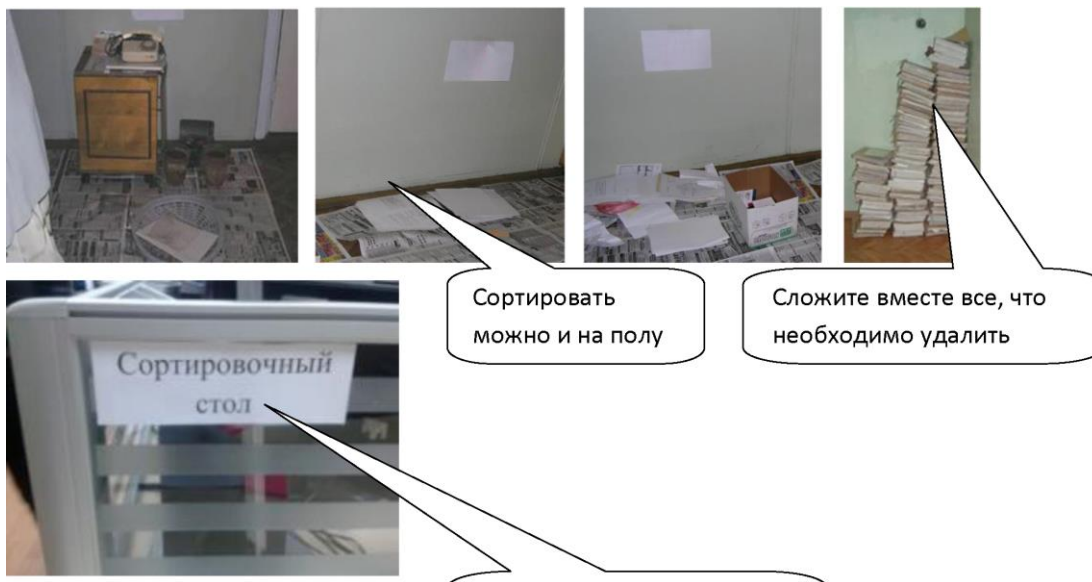 Сортировать
можно и на полу
Сложите вместе все, что
необходимо удалить
Сортировочный
стол